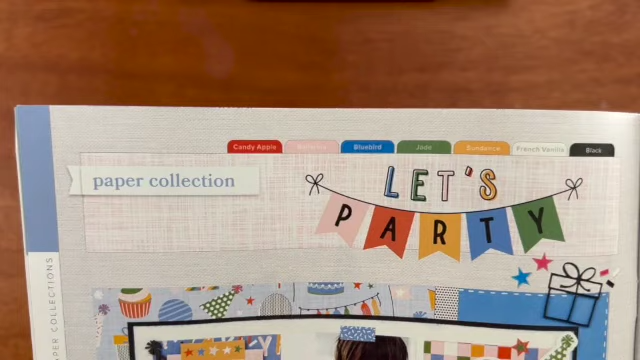 Candy Apple Bluebird Jade Sundance French Vanilla Black
paper collection
LET'S
PARTY
PAPER COLLECTIONS